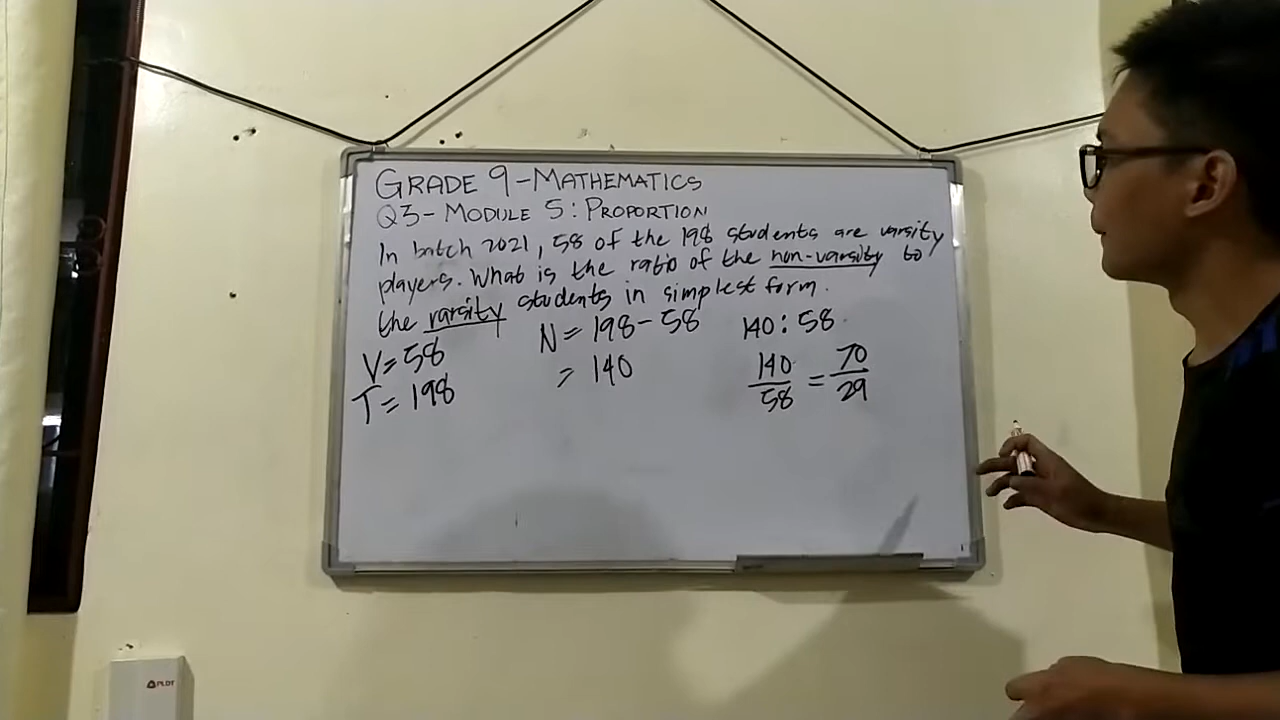 GRADE 9-MATHEMATICS
Q3-MODULE 5: PROPORTION
In batch 2021, 58 of the 198 students are varsity
players. What is the ratio of the non-varsity to
the varsity students in simplest form.
V = 58
T = 198
N = 198 - 58
= 140
140 : 58
140/58 = 70/29
PLDT